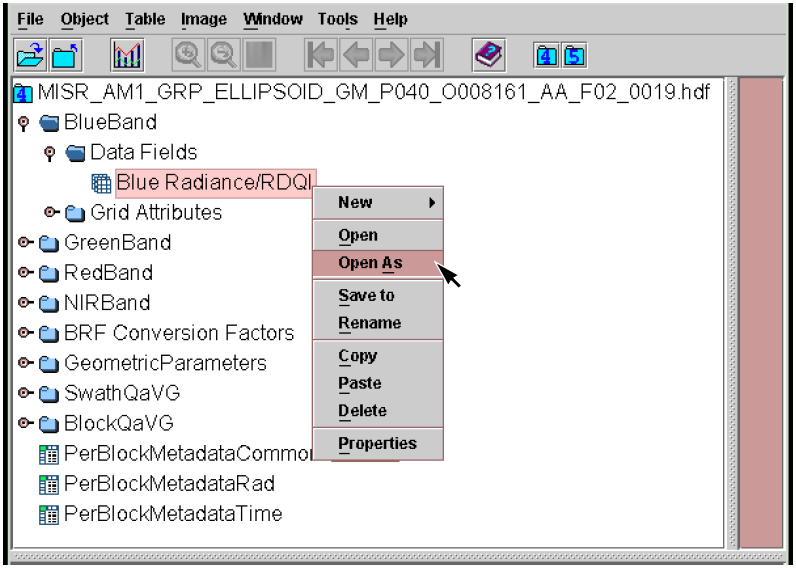 File Object Table Image Window Tools Help
4 5
4 MISR_AM1_GRP_ELLIPSOID_GM_P040_O008161_AA_F02_0019.hdf
BlueBand
Data Fields
Blue Radiance/RDQI
New
Grid Attributes
Open
GreenBand
Open As
RedBand
Save to
NIRBand
Rename
BRF Conversion Factors
Copy
GeometricParameters
Paste
SwathQaVG
Delete
BlockQaVG
Properties
PerBlockMetadataCommon
PerBlockMetadataRad
PerBlockMetadataTime